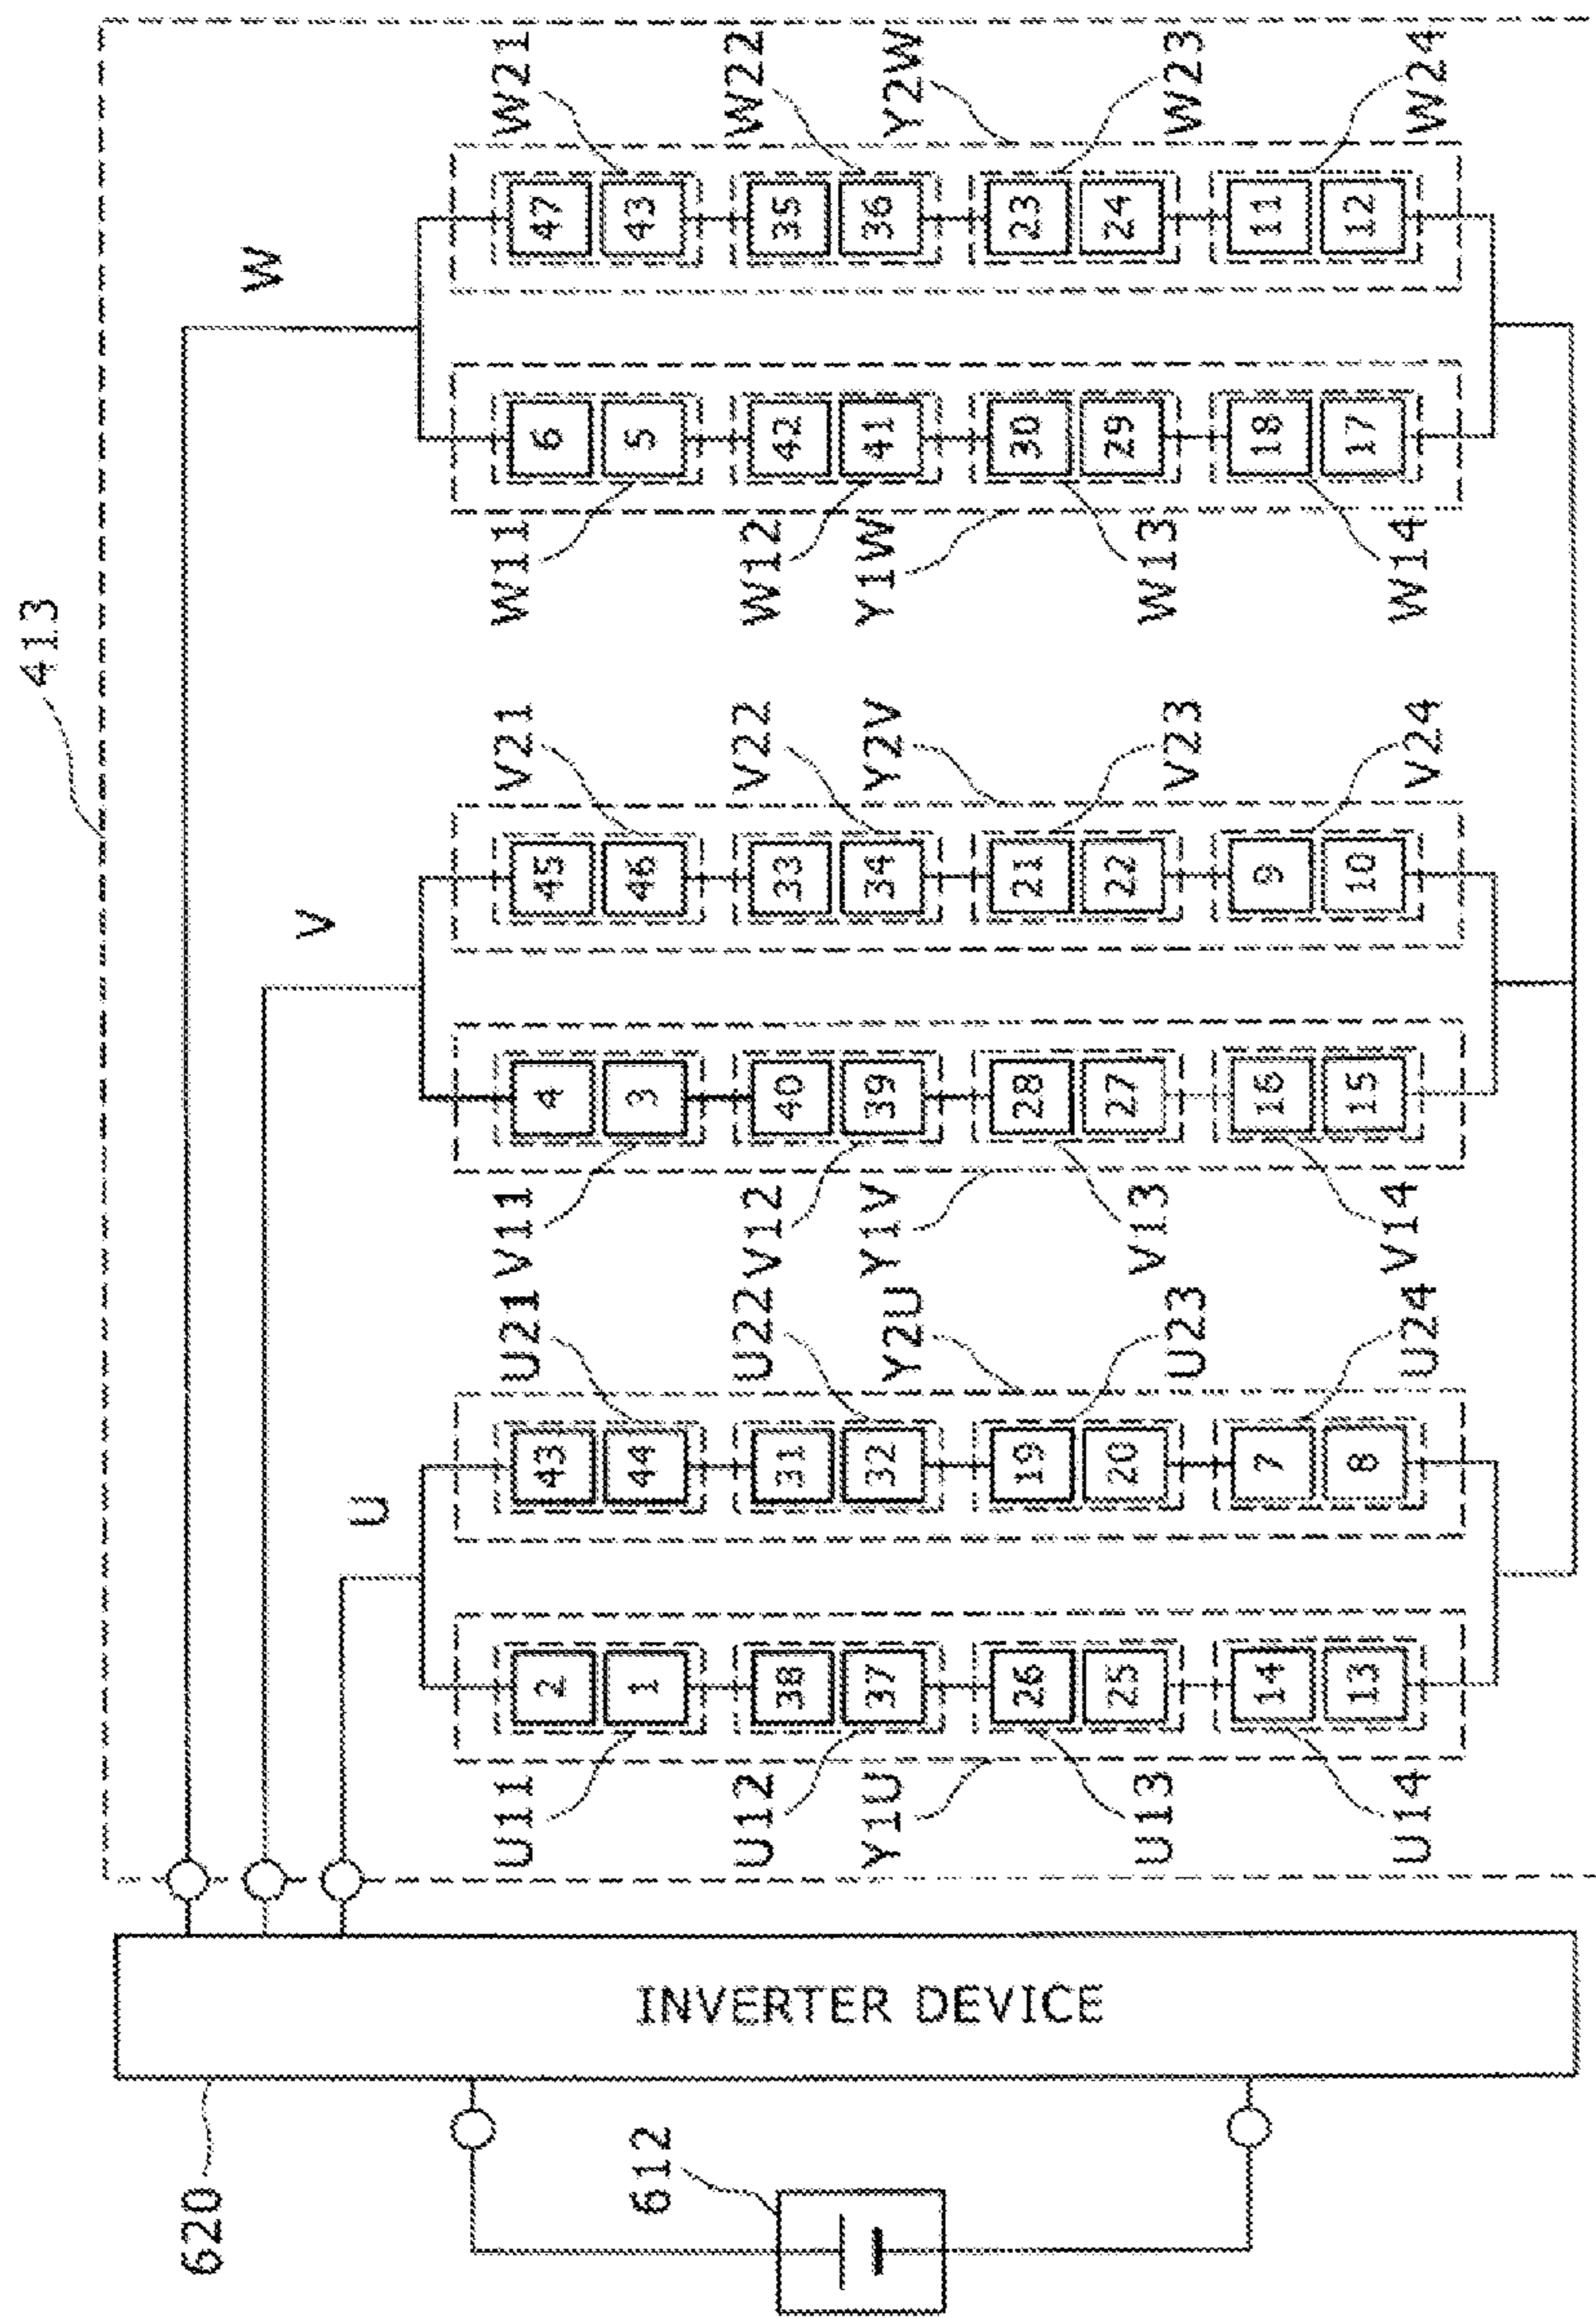 413
620
W
V
U
U11 U21 V11 V21 W11 W21
2 43 4 45 6 47
1 44 3 46 5 43
612
INVERTER DEVICE
U12 U22 V12 V22 W12 W22
38 31 40 33 42 35
37 32 39 34 41 36
Y1U Y2U Y1V Y2V Y1W Y2W
26 19 28 21 30 23
25 20 27 22 29 24
U13 U23 V13 V23 W13 W23
14 7 16 9 18 11
13 8 15 10 17 12
U14 U24 V14 V24 W14 W24